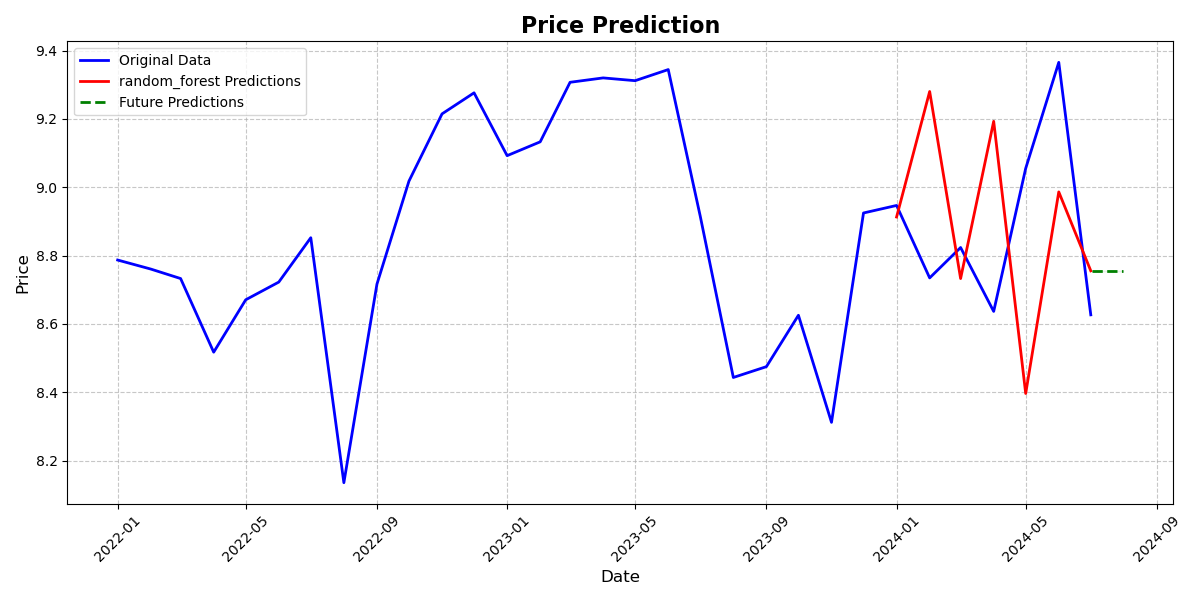 Price Prediction
Original Data
random_forest Predictions
Future Predictions
Price
9.4
9.2
9.0
8.8
8.6
8.4
8.2
2022-01 2022-05 2022-09 2023-01 2023-05 2023-09 2024-01 2024-05 2024-09
Date